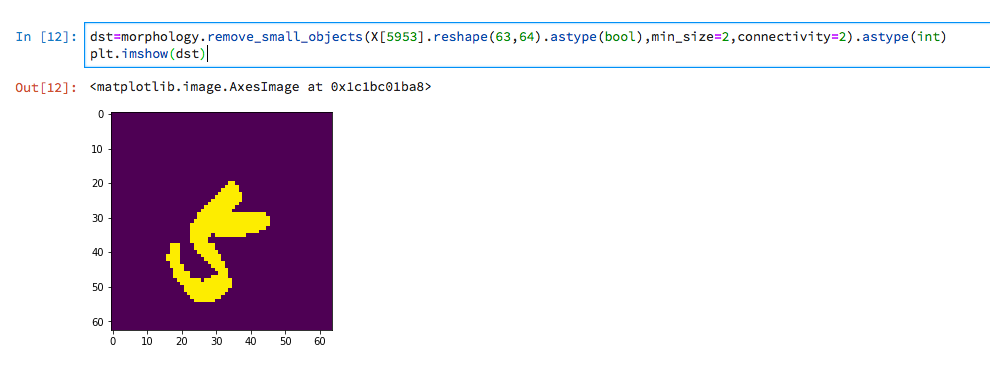 In [12]: dst=morphology.remove_small_objects(X[5953].reshape(63,64).astype(bool),min_size=2,connectivity=2).astype(int)
plt.imshow(dst)
Out[12]: <matplotlib.image.AxesImage at 0x1c1bc01ba8>
0
10
20
30
40
50
60
0 10 20 30 40 50 60